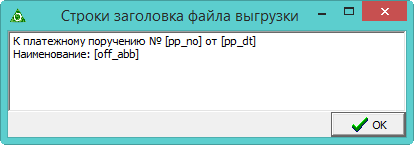 Строки заголовка файла выгрузки
К платежному поручению № [pp_no] от [pp_dt]
Наименование: [off_abb]
OK